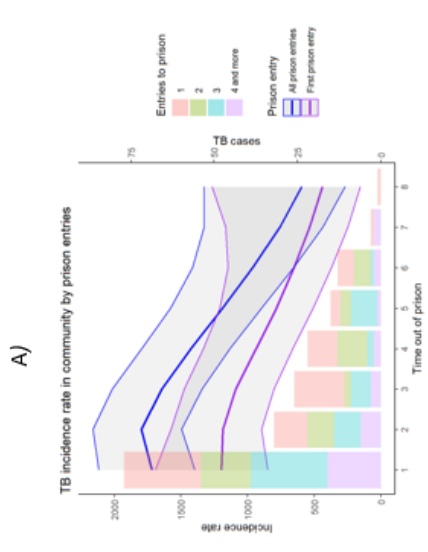 A)
TB incidence rate in community by prison entries
Incidence rate
2000
1500
1000
500
0
TB cases
75
50
25
0
1 2 3 4 5 6 7 8
Time out of prison
Entries to prison
1
2
3
4 and more
Prison entry
All prison entries
First prison entry